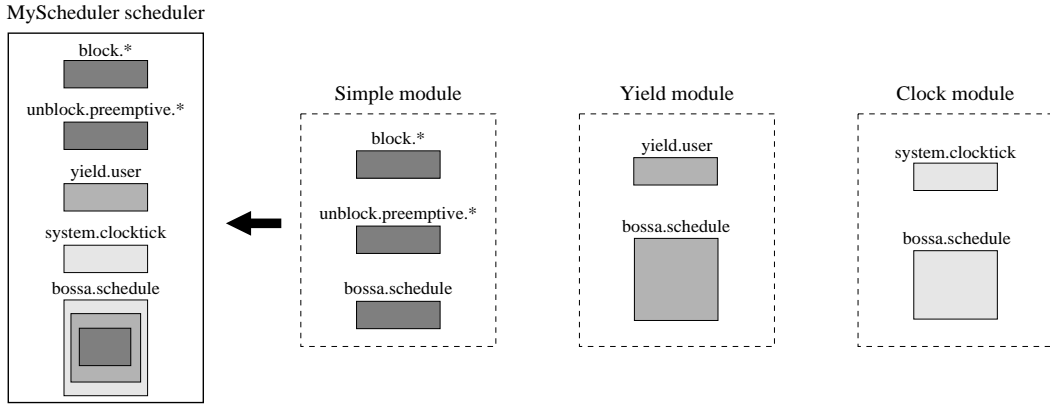 MyScheduler scheduler
block.*
unblock.preemptive.*
yield.user
system.clocktick
bossa.schedule
Simple module
block.*
unblock.preemptive.*
bossa.schedule
Yield module
yield.user
bossa.schedule
Clock module
system.clocktick
bossa.schedule